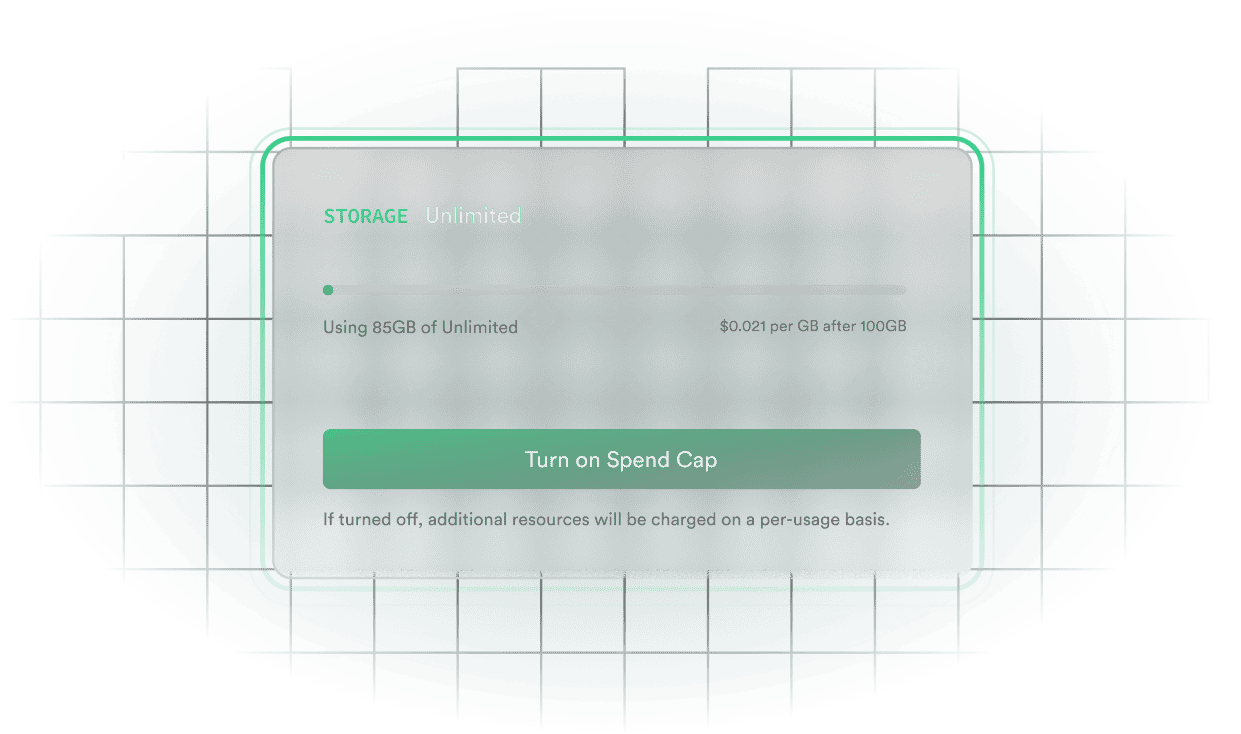 STORAGE Unlimited
Using 85GB of Unlimited
$0.021 per GB after 100GB
Turn on Spend Cap
If turned off, additional resources will be charged on a per-usage basis.